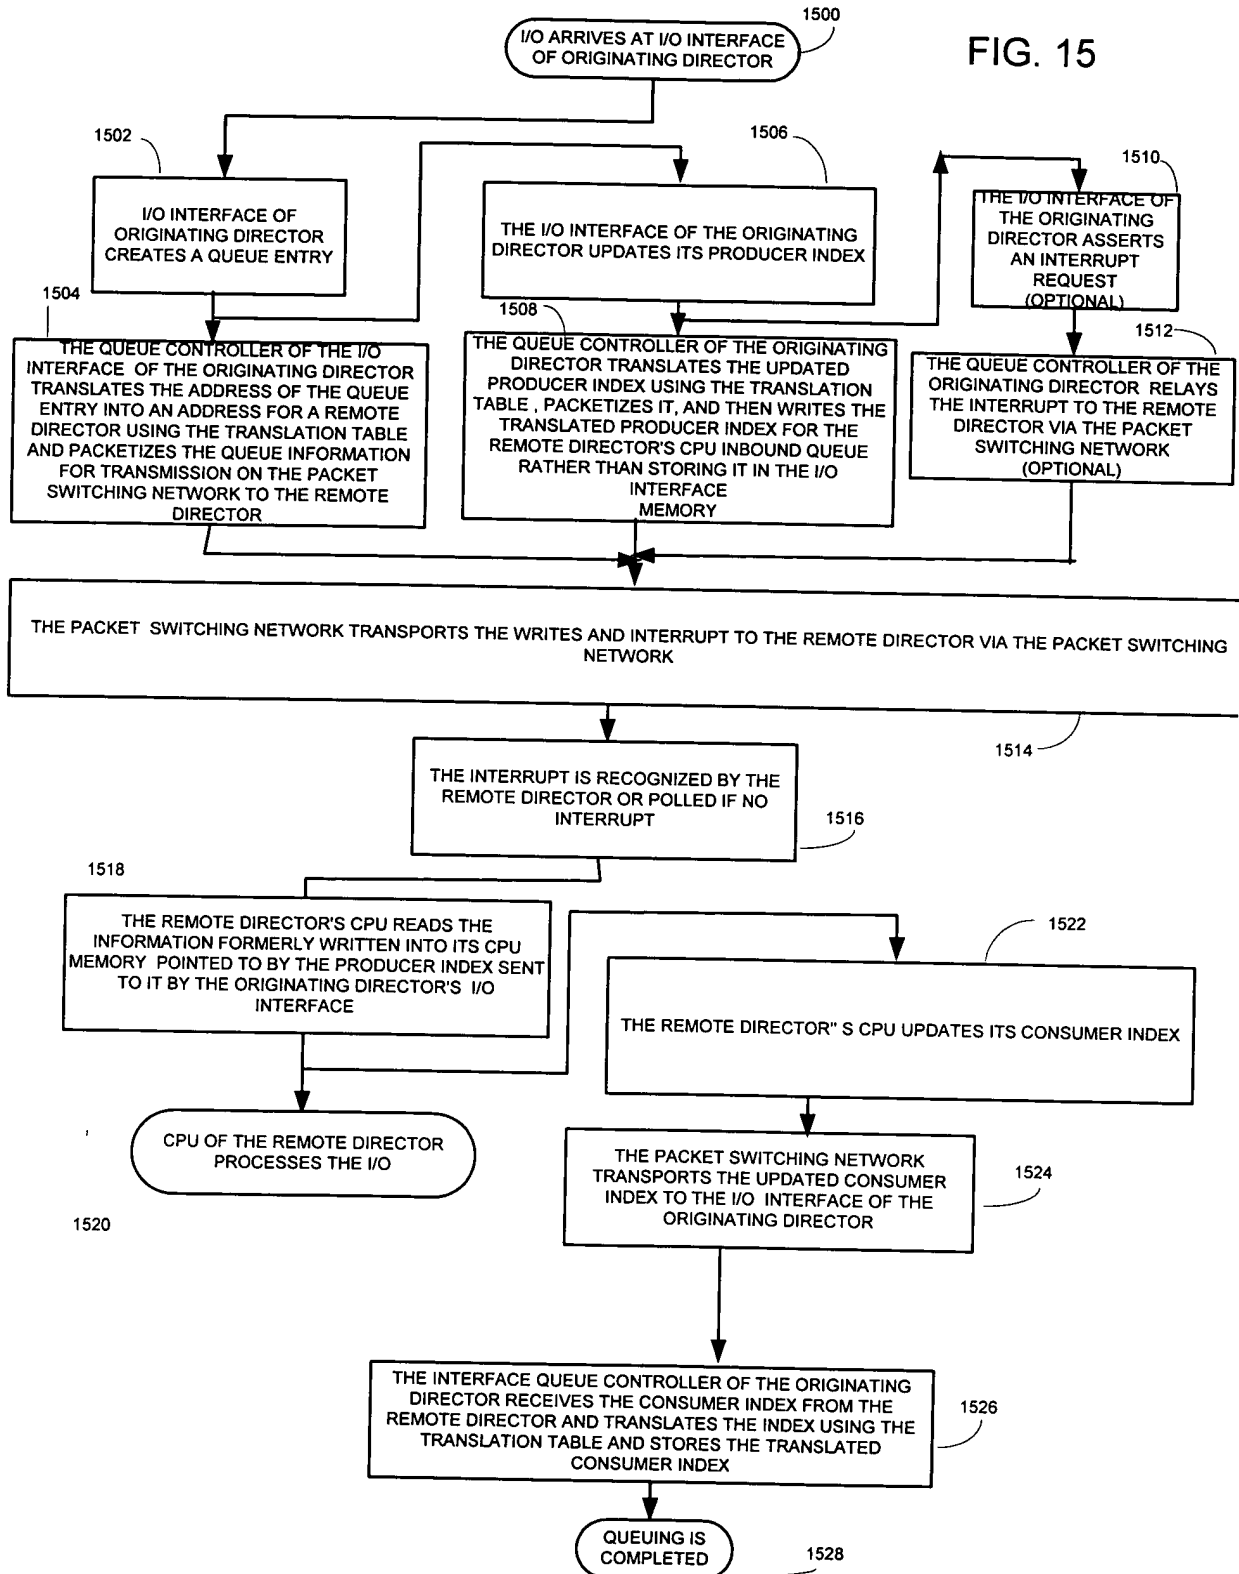 1500
I/O ARRIVES AT I/O INTERFACE
OF ORIGINATING DIRECTOR
FIG. 15
1502
I/O INTERFACE OF
ORIGINATING DIRECTOR
CREATES A QUEUE ENTRY
1506
THE I/O INTERFACE OF THE ORIGINATING
DIRECTOR UPDATES ITS PRODUCER INDEX
1510
THE I/O INTERFACE OF
THE ORIGINATING
DIRECTOR ASSERTS
AN INTERRUPT
REQUEST
(OPTIONAL)
1504
THE QUEUE CONTROLLER OF THE I/O
INTERFACE OF THE ORIGINATING DIRECTOR
TRANSLATES THE ADDRESS OF THE QUEUE
ENTRY INTO AN ADDRESS FOR A REMOTE
DIRECTOR USING THE TRANSLATION TABLE
AND PACKETIZES THE QUEUE INFORMATION
FOR TRANSMISSION ON THE PACKET
SWITCHING NETWORK TO THE REMOTE
DIRECTOR
1508
THE QUEUE CONTROLLER OF THE ORIGINATING
DIRECTOR TRANSLATES THE UPDATED
PRODUCER INDEX USING THE TRANSLATION
TABLE , PACKETIZES IT, AND THEN WRITES THE
TRANSLATED PRODUCER INDEX FOR THE
REMOTE DIRECTOR'S CPU INBOUND QUEUE
RATHER THAN STORING IT IN THE I/O
INTERFACE
MEMORY
1512
THE QUEUE CONTROLLER OF THE
ORIGINATING DIRECTOR RELAYS
THE INTERRUPT TO THE REMOTE
DIRECTOR VIA THE PACKET
SWITCHING NETWORK
(OPTIONAL)
THE PACKET SWITCHING NETWORK TRANSPORTS THE WRITES AND INTERRUPT TO THE REMOTE DIRECTOR VIA THE PACKET SWITCHING
NETWORK
1514
THE INTERRUPT IS RECOGNIZED BY THE
REMOTE DIRECTOR OR POLLED IF NO
INTERRUPT
1516
1518
THE REMOTE DIRECTOR'S CPU READS THE
INFORMATION FORMERLY WRITTEN INTO ITS CPU
MEMORY POINTED TO BY THE PRODUCER INDEX SENT
TO IT BY THE ORIGINATING DIRECTOR'S I/O
INTERFACE
1522
THE REMOTE DIRECTOR" S CPU UPDATES ITS CONSUMER INDEX
CPU OF THE REMOTE DIRECTOR
PROCESSES THE I/O
1520
THE PACKET SWITCHING NETWORK
TRANSPORTS THE UPDATED CONSUMER
INDEX TO THE I/O INTERFACE OF THE
ORIGINATING DIRECTOR
1524
THE INTERFACE QUEUE CONTROLLER OF THE ORIGINATING
DIRECTOR RECEIVES THE CONSUMER INDEX FROM THE
REMOTE DIRECTOR AND TRANSLATES THE INDEX USING THE
TRANSLATION TABLE AND STORES THE TRANSLATED
CONSUMER INDEX
1526
QUEUING IS
COMPLETED
1528